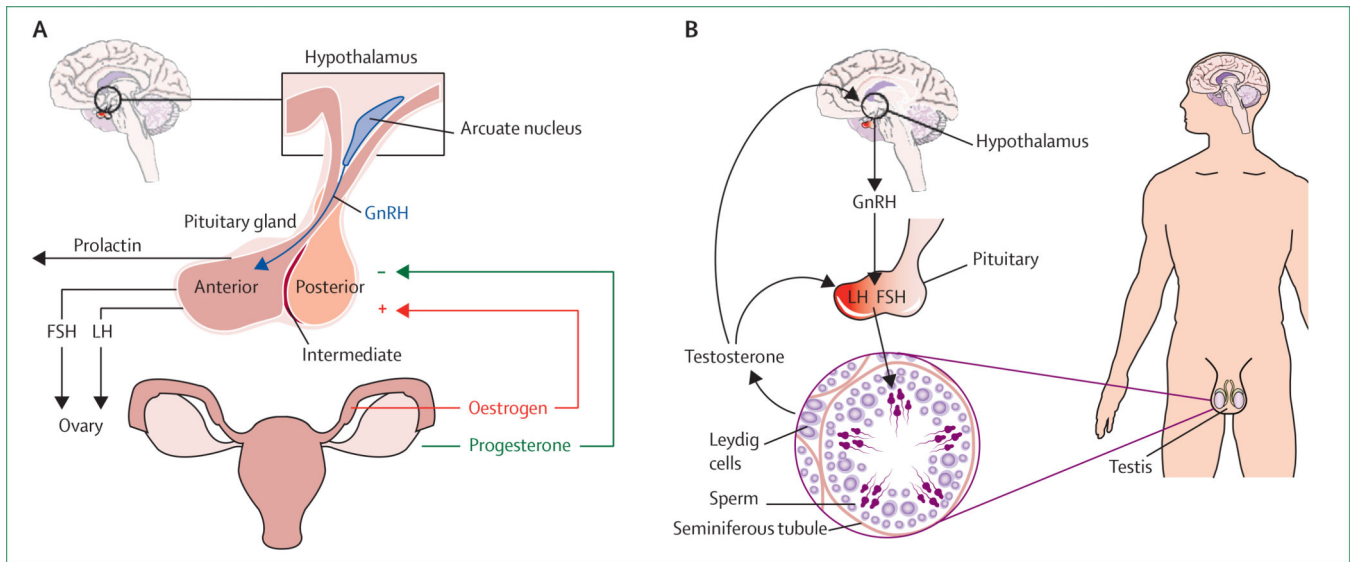 A
Hypothalamus
Arcuate nucleus
GnRH
Pituitary gland
Prolactin
Anterior
Posterior
–
+
FSH
LH
Intermediate
Ovary
Oestrogen
Progesterone
B
Hypothalamus
GnRH
Pituitary
LH FSH
Testosterone
Leydig
cells
Sperm
Seminiferous tubule
Testis